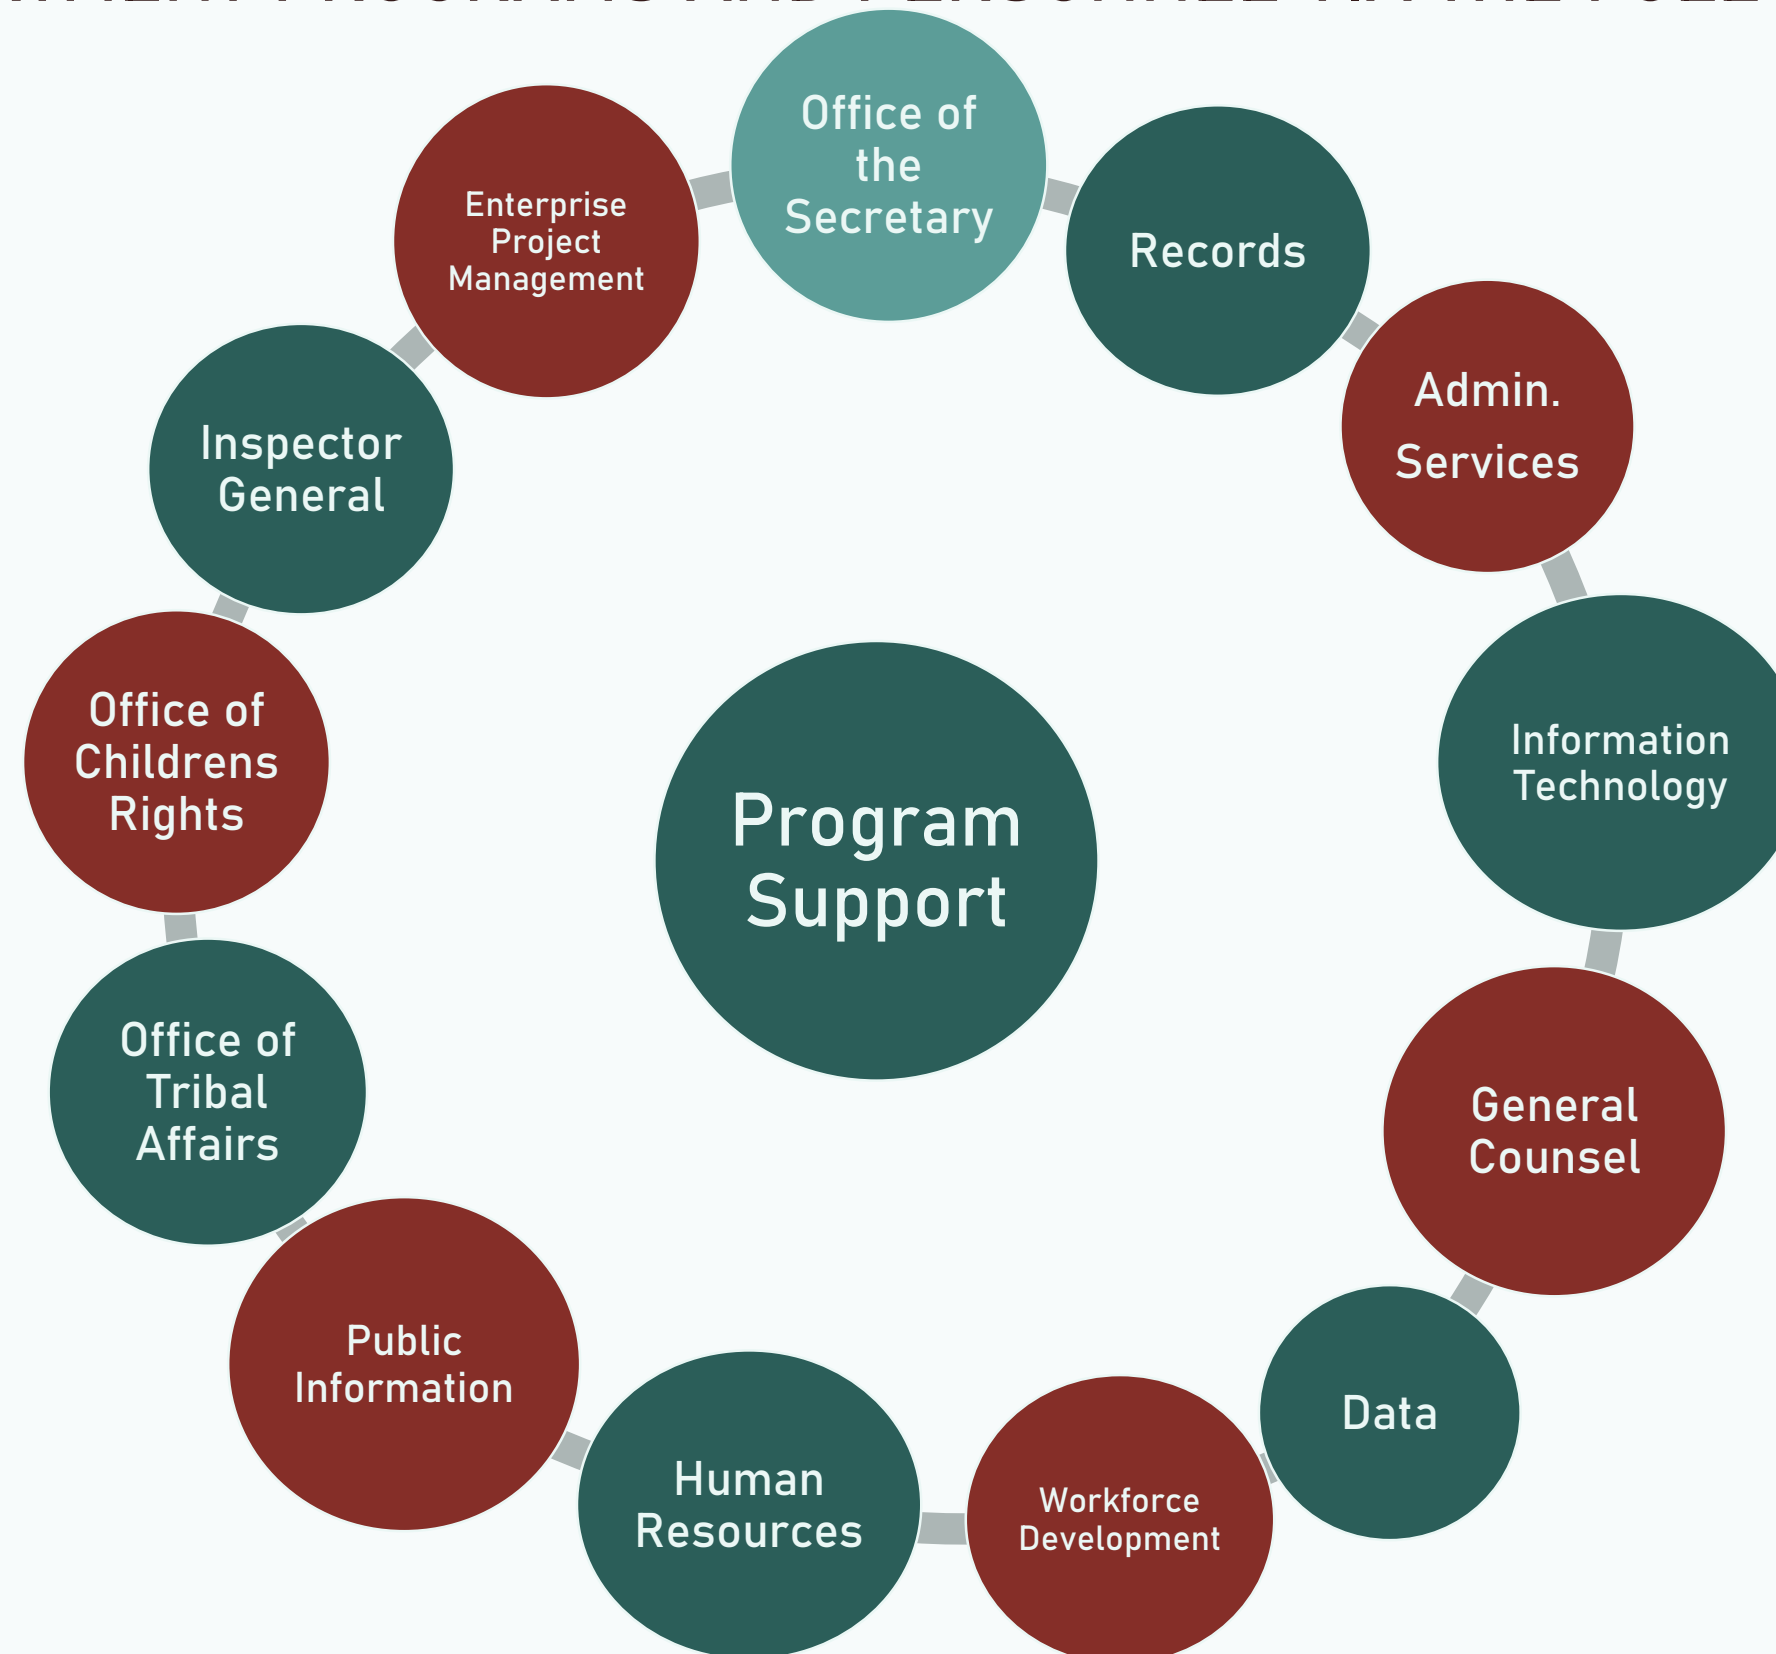 Office of
the
Secretary
Records
Admin.
Services
Information
Technology
General
Counsel
Data
Workforce
Development
Human
Resources
Public
Information
Office of
Tribal
Affairs
Office of
Childrens
Rights
Inspector
General
Enterprise
Project
Management
Program
Support